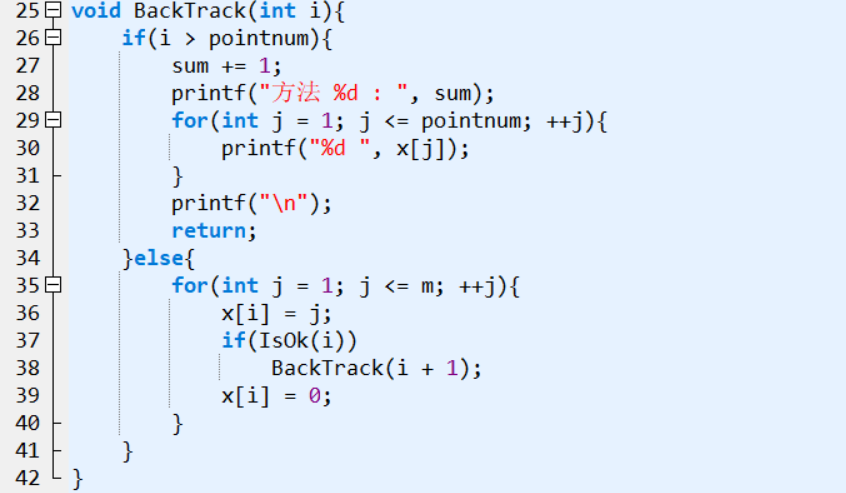 25 void BackTrack(int i){
26     if(i > pointnum){
27         sum += 1;
28         printf("方法 %d : ", sum);
29         for(int j = 1; j <= pointnum; ++j){
30             printf("%d ", x[j]);
31         }
32         printf("\n");
33         return;
34     }else{
35         for(int j = 1; j <= m; ++j){
36             x[i] = j;
37             if(IsOk(i))
38                 BackTrack(i + 1);
39             x[i] = 0;
40         }
41     }
42 }